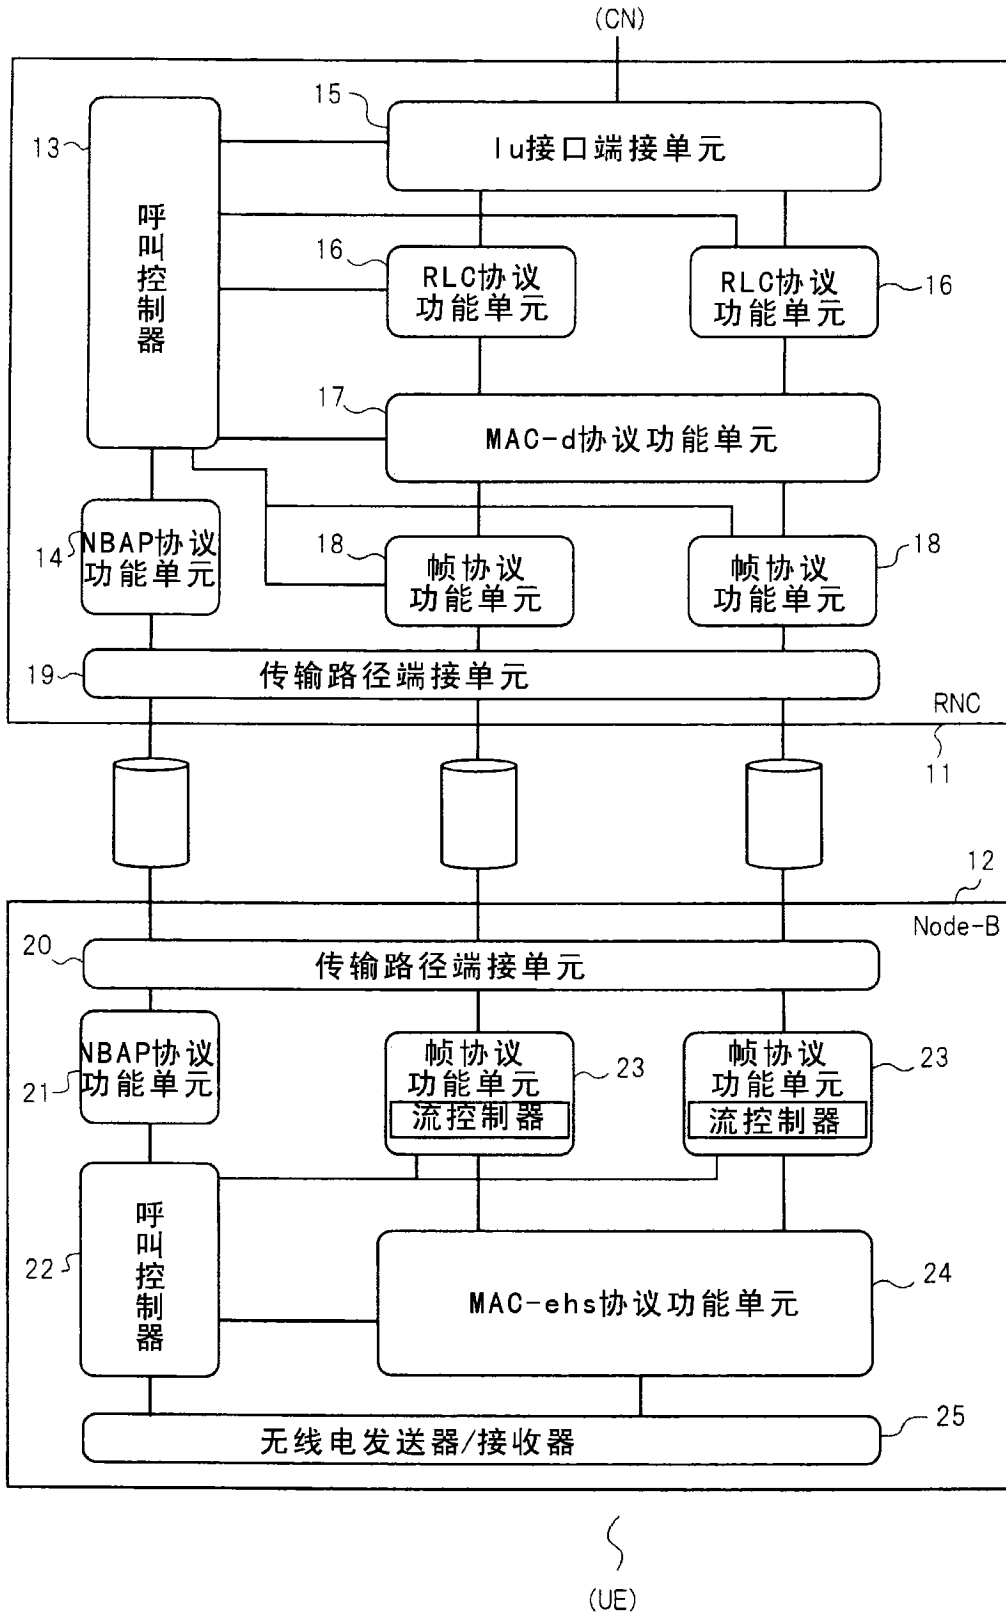 (CN)
15
Iu接口端接单元
13
呼叫控制器
16
RLC协议
功能单元
RLC协议
功能单元
16
17
MAC-d协议功能单元
14
NBAP协议
功能单元
18
帧协议
功能单元
帧协议
功能单元
18
19
传输路径端接单元
RNC
11
12
Node-B
20
传输路径端接单元
21
NBAP协议
功能单元
帧协议
功能单元
流控制器
23
帧协议
功能单元
流控制器
23
22
呼叫控制器
MAC-ehs协议功能单元
24
无线电发送器/接收器
25
(UE)